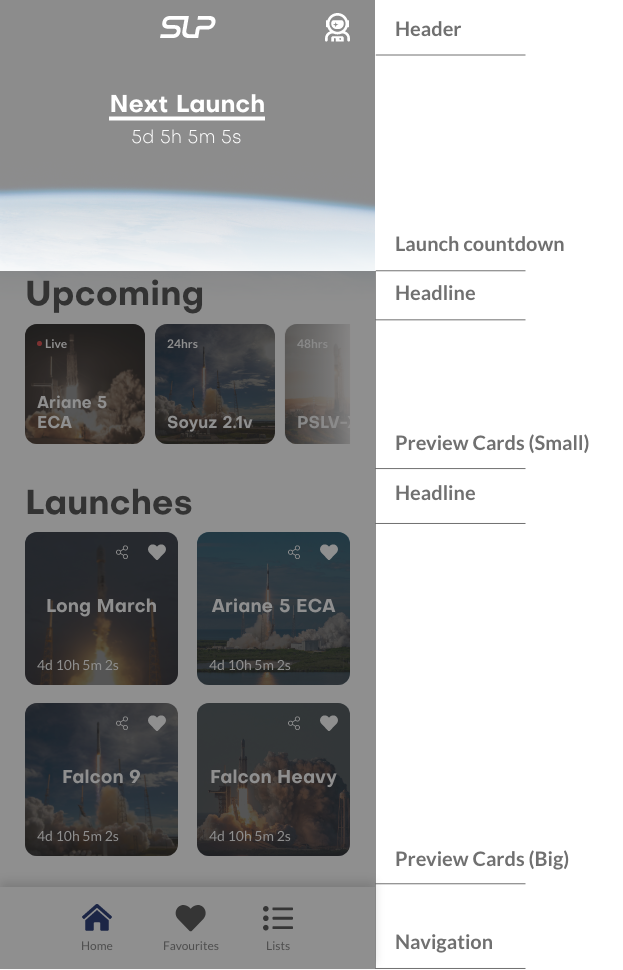 SLP
Header
Next Launch
5d 5h 5m 5s
Launch countdown
Upcoming
Headline
Live
24hrs
48hrs
Ariane 5
ECA
Soyuz 2.1v
PSLV-
Preview Cards (Small)
Launches
Headline
Long March
4d 10h 5m 2s
Ariane 5 ECA
4d 10h 5m 2s
Falcon 9
4d 10h 5m 2s
Falcon Heavy
4d 10h 5m 2s
Preview Cards (Big)
Home
Favourites
Lists
Navigation